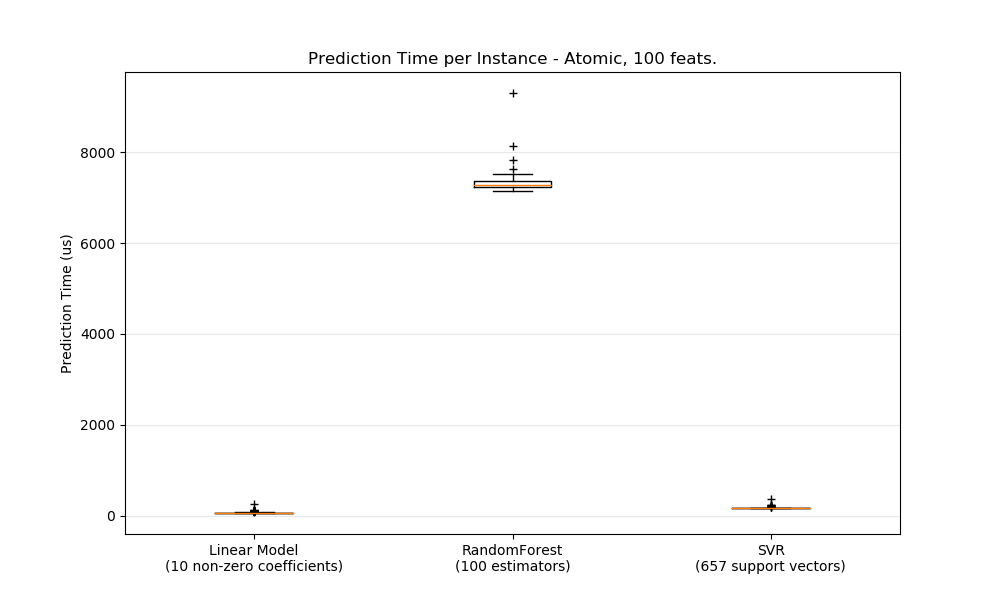 Prediction Time per Instance - Atomic, 100 feats.
Prediction Time (us)
8000
6000
4000
2000
0
Linear Model
(10 non-zero coefficients)
RandomForest
(100 estimators)
SVR
(657 support vectors)